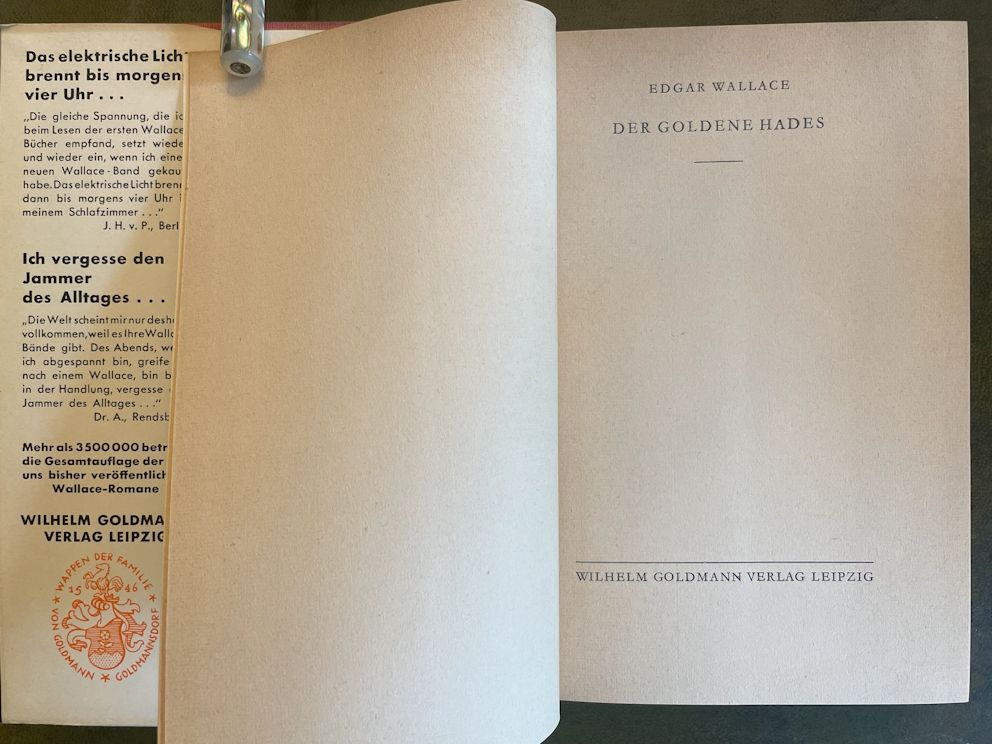 Das elektrische Licht
brennt bis morgens
vier Uhr . . .
„Die gleiche Spannung, die ic
beim Lesen der ersten Wallace
Bücher empfand, setzt wiede
und wieder ein, wenn ich eine
neuen Wallace-Band gekau
habe. Das elektrische Licht brenn
dann bis morgens vier Uhr i
meinem Schlafzimmer . . .“
J. H. v. P., Berl
Ich vergesse den
Jammer
des Alltages . . .
„Die Welt scheint mir nur desh
vollkommen, weil es Ihre Walla
Bände gibt. Des Abends, we
ich abgespannt bin, greife
nach einem Wallace, bin b
in der Handlung, vergesse
Jammer des Alltages . . .“
Dr. A., Rendsb
Mehr als 3500000 betr
die Gesamtauflage der
uns bisher veröffentlich
Wallace-Romane
WILHELM GOLDMA
VERLAG LEIPZIG
WAPPEN DER FAMILIE
1546
VON GOLDMANN ★ GOLDMANNSDORF
EDGAR WALLACE
DER GOLDENE HADES
WILHELM GOLDMANN VERLAG LEIPZIG